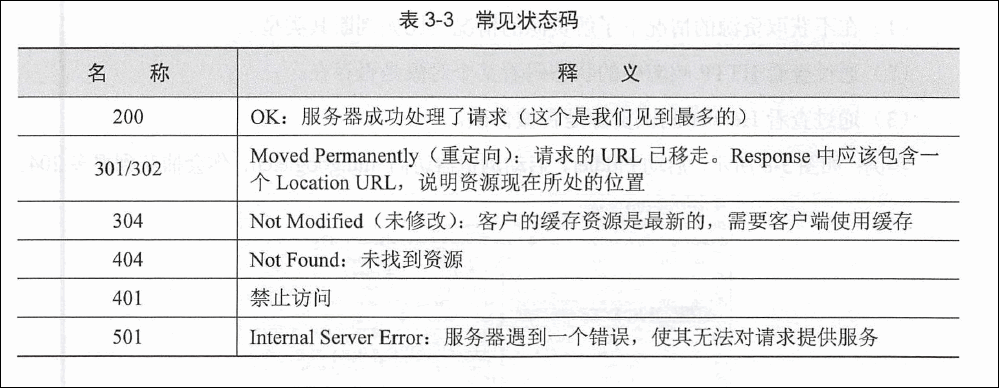 表 3-3 常见状态码
名 称 释 义
200 OK：服务器成功处理了请求（这个是我们见到最多的）
301/302 Moved Permanently（重定向）：请求的 URL 已移走。Response 中应该包含一
个 Location URL，说明资源现在所处的位置
304 Not Modified（未修改）：客户的缓存资源是最新的，需要客户端使用缓存
404 Not Found：未找到资源
401 禁止访问
501 Internal Server Error：服务器遇到一个错误，使其无法对请求提供服务